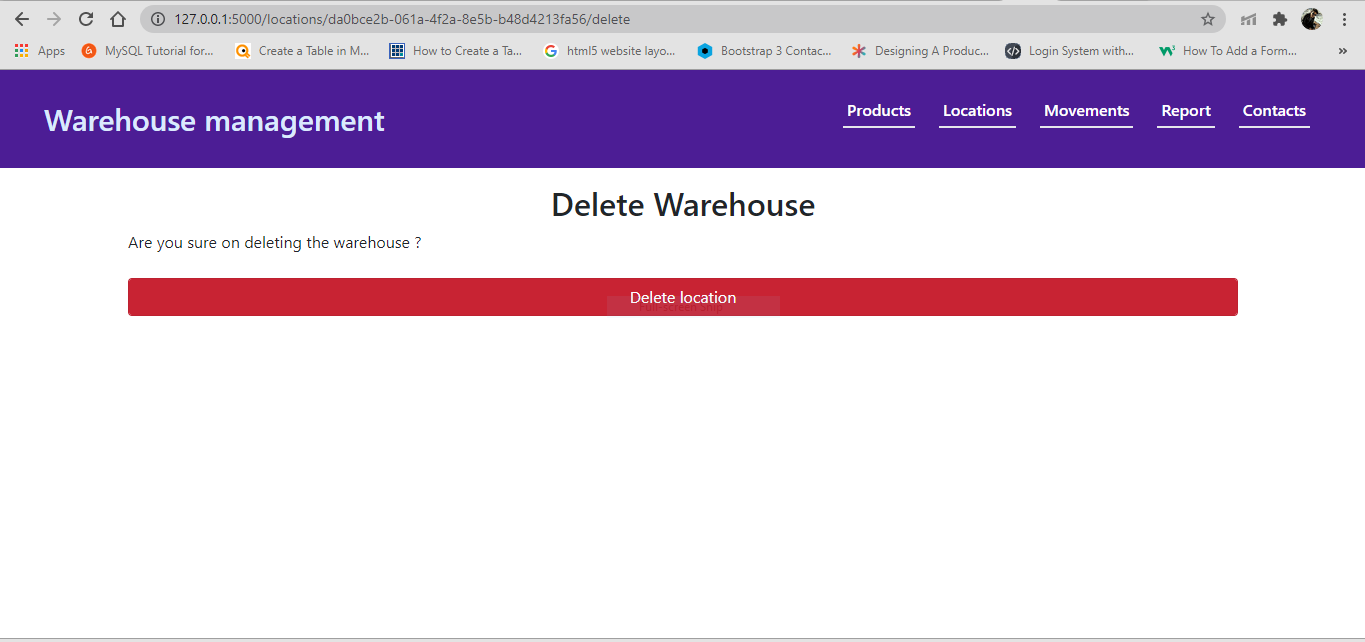 127.0.0.1:5000/locations/da0bce2b-061a-4f2a-8e5b-b48d4213fa56/delete
Apps MySQL Tutorial for... Create a Table in M... How to Create a Ta... html5 website layo... Bootstrap 3 Contac... Designing A Produc... Login System with... How To Add a Form... »
Warehouse management
Products Locations Movements Report Contacts
Delete Warehouse
Are you sure on deleting the warehouse ?
Delete location
Full-screen Snip